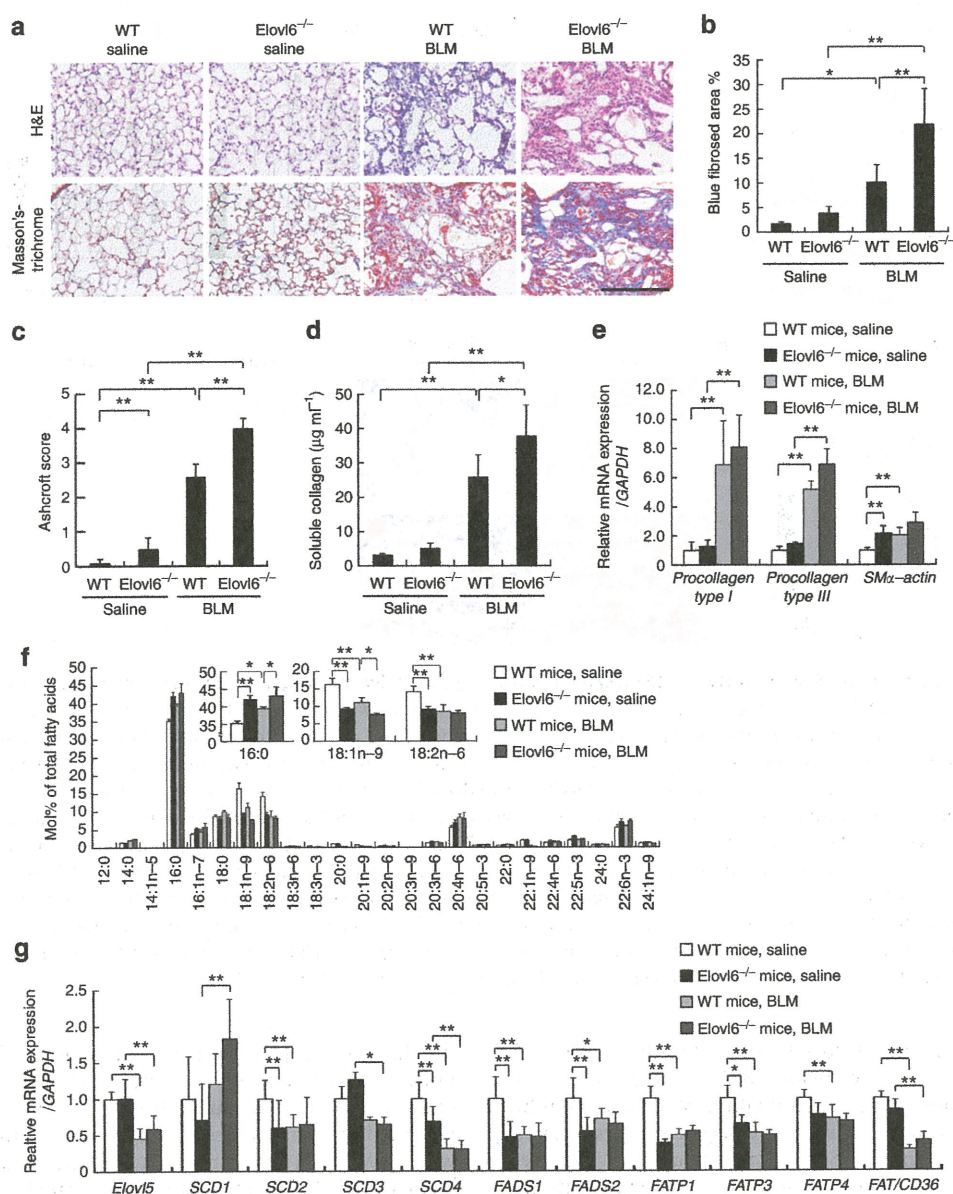 a
WT saline
Elovl6−/− saline
WT BLM
Elovl6−/− BLM
H&E
Masson's-trichrome
b
Blue fibrosed area %
35
30
25
20
15
10
5
0
*
**
**
WT Elovl6−/− WT Elovl6−/−
Saline BLM
c
Ashcroft score
5
4
3
2
1
0
**
**
**
**
WT Elovl6−/− WT Elovl6−/−
Saline BLM
d
Soluble collagen (µg ml−1)
50
40
30
20
10
0
**
**
*
WT Elovl6−/− WT Elovl6−/−
Saline BLM
e
WT mice, saline
Elovl6−/− mice, saline
WT mice, BLM
Elovl6−/− mice, BLM
Relative mRNA expression
/GAPDH
12.0
10.0
8.0
6.0
4.0
2.0
0
** **
** **
** **
Procollagen type I
Procollagen type III
SMα−actin
f
Mol% of total fatty acids
50
45
40
35
30
25
20
15
10
5
0
50
45
40
35
0
* *
**
16:0
20
15
10
5
0
** *
**
18:1n−9
**
**
18:2n−6
WT mice, saline
Elovl6−/− mice, saline
WT mice, BLM
Elovl6−/− mice, BLM
12:0
14:0
14:1n−5
16:0
16:1n−7
18:0
18:1n−9
18:2n−6
18:3n−6
18:3n−3
20:0
20:1n−9
20:2n−6
20:3n−9
20:3n−6
20:4n−6
20:5n−3
22:0
22:1n−9
22:4n−6
22:5n−3
24:0
22:6n−3
24:1n−9
g
WT mice, saline
Elovl6−/− mice, saline
WT mice, BLM
Elovl6−/− mice, BLM
Realtive mRNA expression
/GAPDH
2.5
2.0
1.5
1.0
0.5
0
**
**
**
**
**
*
**
**
**
**
**
*
**
**
**
**
*
**
**
**
Elovl5 SCD1 SCD2 SCD3 SCD4 FADS1 FADS2 FATP1 FATP3 FATP4 FAT/CD36